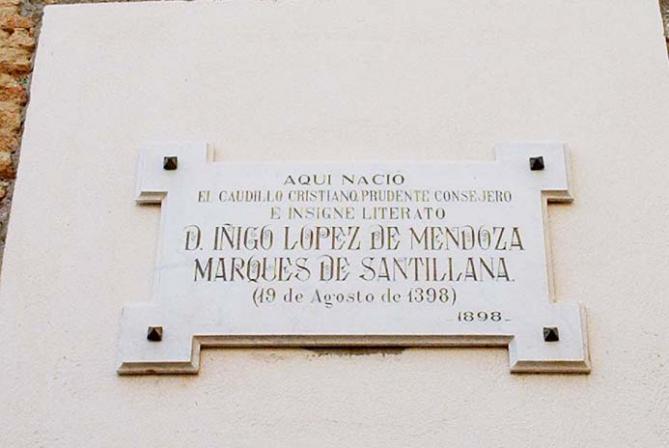 AQUI NACIÓ
EL CAUDILLO CRISTIANO, PRUDENTE CONSEJERO
E INSIGNE LITERATO
D. IÑIGO LOPEZ DE MENDOZA
MARQUES DE SANTILLANA.
(19 de Agosto de 1398)
-1898-